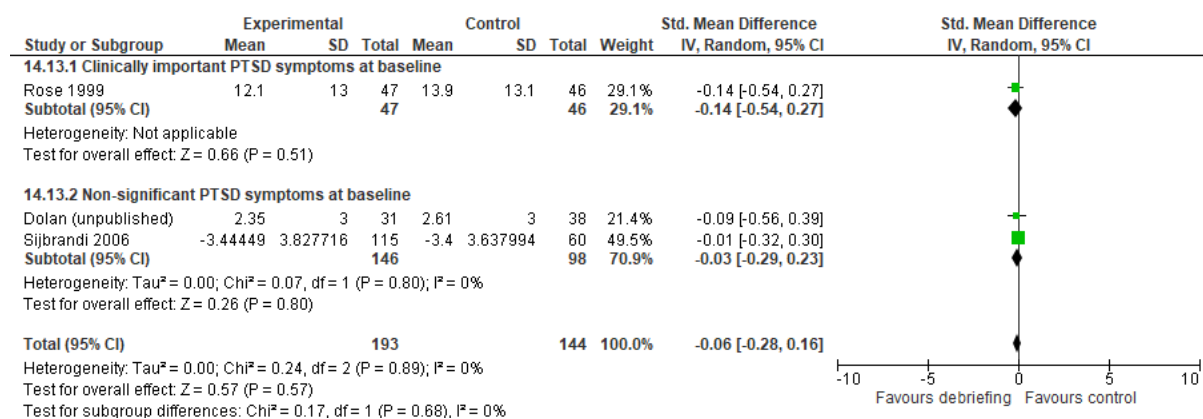 Experimental Control Std. Mean Difference Std. Mean Difference
Study or Subgroup Mean SD Total Mean SD Total Weight IV, Random, 95% CI IV, Random, 95% CI
14.13.1 Clinically important PTSD symptoms at baseline
Rose 1999 12.1 13 47 13.9 13.1 46 29.1% -0.14 [-0.54, 0.27]
Subtotal (95% CI) 47 46 29.1% -0.14 [-0.54, 0.27]
Heterogeneity: Not applicable
Test for overall effect: Z = 0.66 (P = 0.51)
14.13.2 Non-significant PTSD symptoms at baseline
Dolan (unpublished) 2.35 3 31 2.61 3 38 21.4% -0.09 [-0.56, 0.39]
Sijbrandi 2006 -3.44449 3.827716 115 -3.4 3.637994 60 49.5% -0.01 [-0.32, 0.30]
Subtotal (95% CI) 146 98 70.9% -0.03 [-0.29, 0.23]
Heterogeneity: Tau² = 0.00; Chi² = 0.07, df = 1 (P = 0.80); I² = 0%
Test for overall effect: Z = 0.26 (P = 0.80)
Total (95% CI) 193 144 100.0% -0.06 [-0.28, 0.16]
Heterogeneity: Tau² = 0.00; Chi² = 0.24, df = 2 (P = 0.89); I² = 0%
Test for overall effect: Z = 0.57 (P = 0.57)
Test for subgroup differences: Chi² = 0.17, df = 1 (P = 0.68), I² = 0%
-10 -5 0 5 10
Favours debriefing Favours control